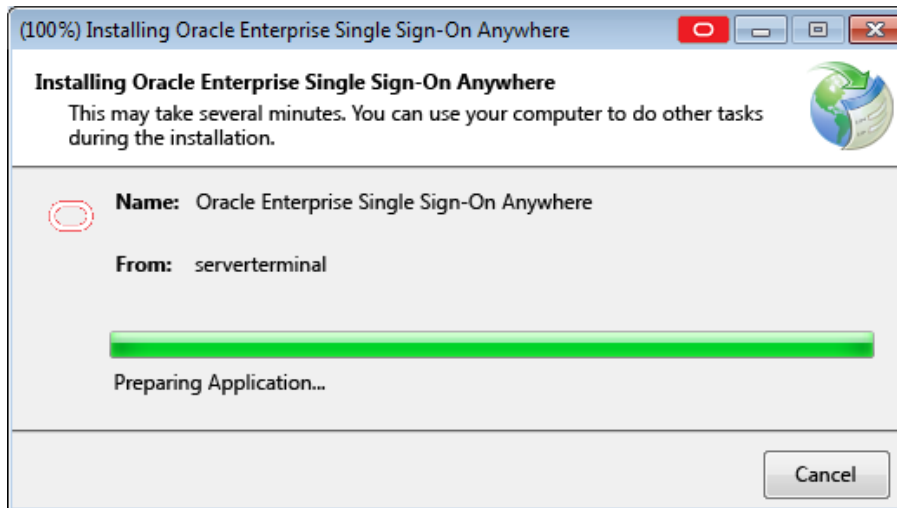 (100%) Installing Oracle Enterprise Single Sign-On Anywhere
Installing Oracle Enterprise Single Sign-On Anywhere
This may take several minutes. You can use your computer to do other tasks
during the installation.
Name: Oracle Enterprise Single Sign-On Anywhere
From: serverterminal
Preparing Application...
Cancel